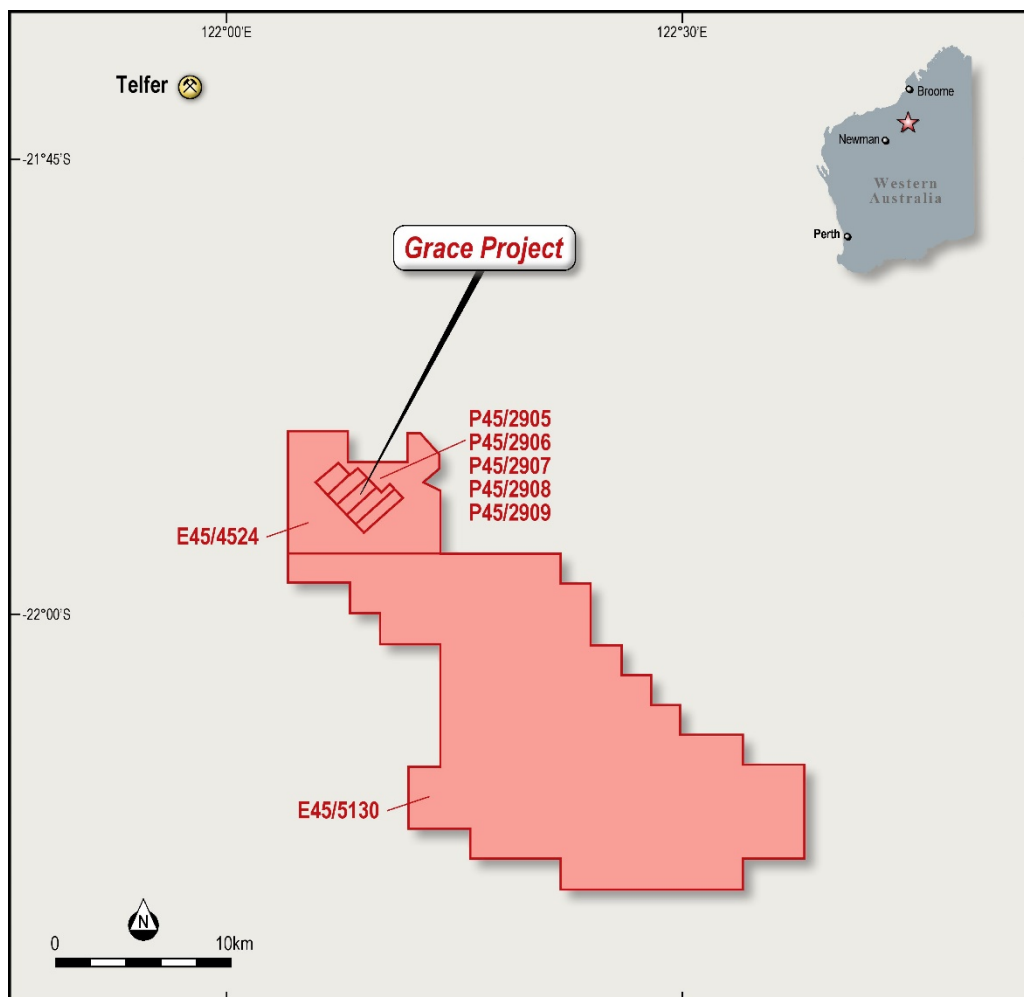 122°00'E
122°30'E
Telfer
Broome
Newman
-21°45'S
Western
Australia
Perth
Grace Project
P45/2905
P45/2906
P45/2907
P45/2908
P45/2909
E45/4524
-22°00'S
E45/5130
N
0
10km